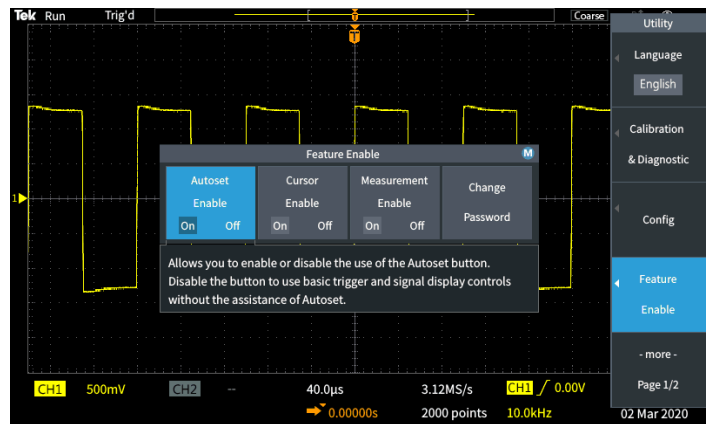 Tek Run Trig'd T Coarse
T
Utility
Language
English
Calibration
& Diagnostic
Config
Feature
Enable
- more -
Page 1/2
1
Feature Enable M
Autoset Enable On Off
Cursor Enable On Off
Measurement Enable On Off
Change Password
Allows you to enable or disable the use of the Autoset button.
Disable the button to use basic trigger and signal display controls
without the assistance of Autoset.
CH1 500mV CH2 -- 40.0µs 3.12MS/s CH1 0.00V
0.00000s 2000 points 10.0kHz 02 Mar 2020